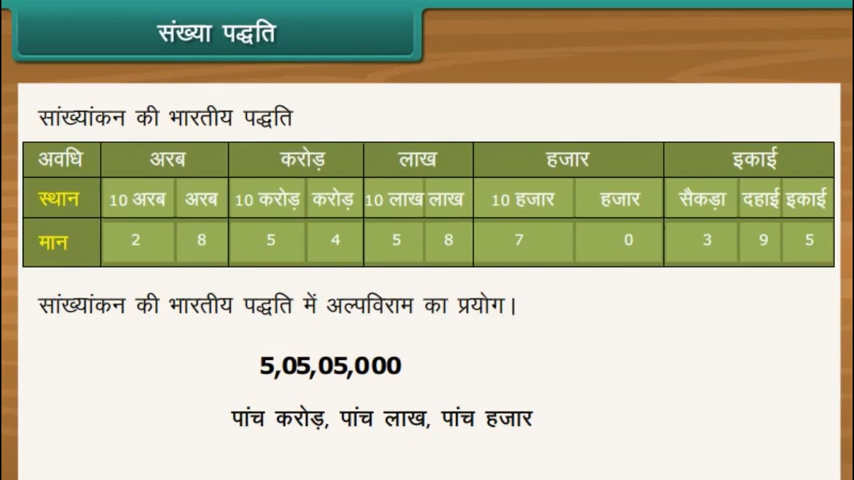 संख्या पद्धति
सांख्यांकन की भारतीय पद्धति
अवधि अरब करोड़ लाख हजार इकाई
स्थान 10 अरब अरब 10 करोड़ करोड़ 10 लाख लाख 10 हजार हजार सैकड़ा दहाई इकाई
मान 2 8 5 4 5 8 7 0 3 9 5
सांख्यांकन की भारतीय पद्धति में अल्पविराम का प्रयोग।
5,05,05,000
पांच करोड़, पांच लाख, पांच हजार